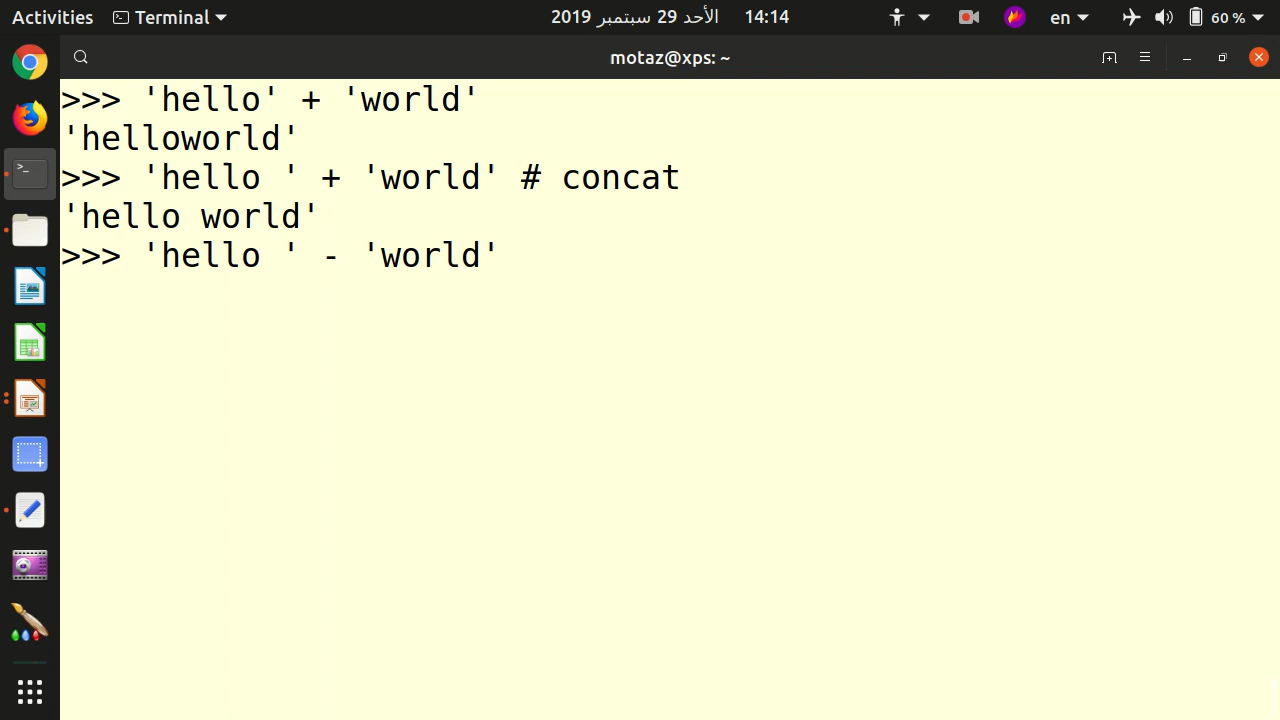 Activities Terminal الأحد 29 سبتمبر 2019 14:14 en 60 %
motaz@xps: ~
>>> 'hello' + 'world'
'helloworld'
>>> 'hello ' + 'world' # concat
'hello world'
>>> 'hello ' - 'world'